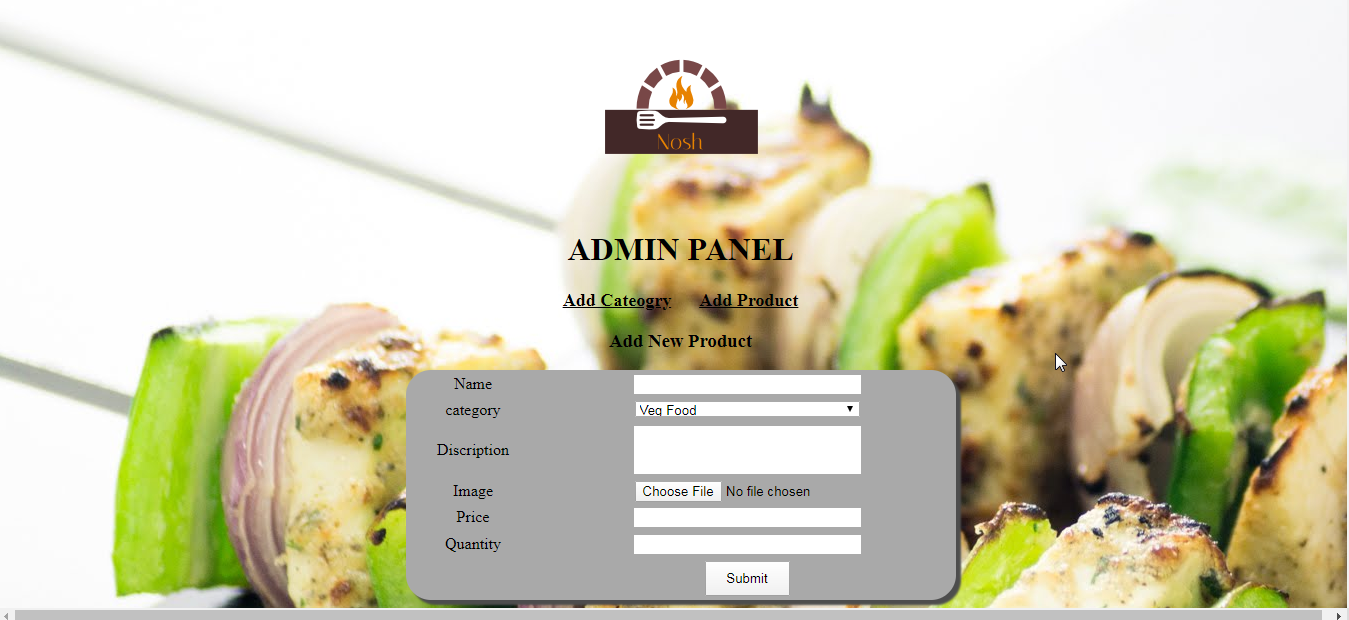 Nosh
ADMIN PANEL
Add Cateogry Add Product
Add New Product
Name
category Veg Food
Discription
Image Choose File No file chosen
Price
Quantity
Submit